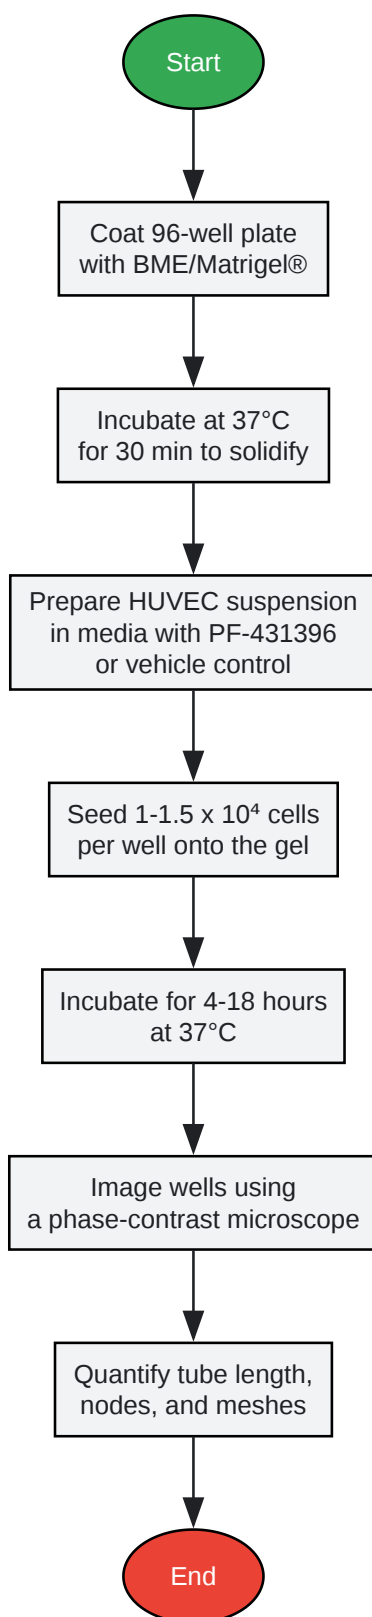 Start
Coat 96-well plate
with BME/Matrigel®
Incubate at 37°C
for 30 min to solidify
Prepare HUVEC suspension
in media with PF-431396
or vehicle control
Seed 1-1.5 x 10⁴ cells
per well onto the gel
Incubate for 4-18 hours
at 37°C
Image wells using
a phase-contrast microscope
Quantify tube length,
nodes, and meshes
End